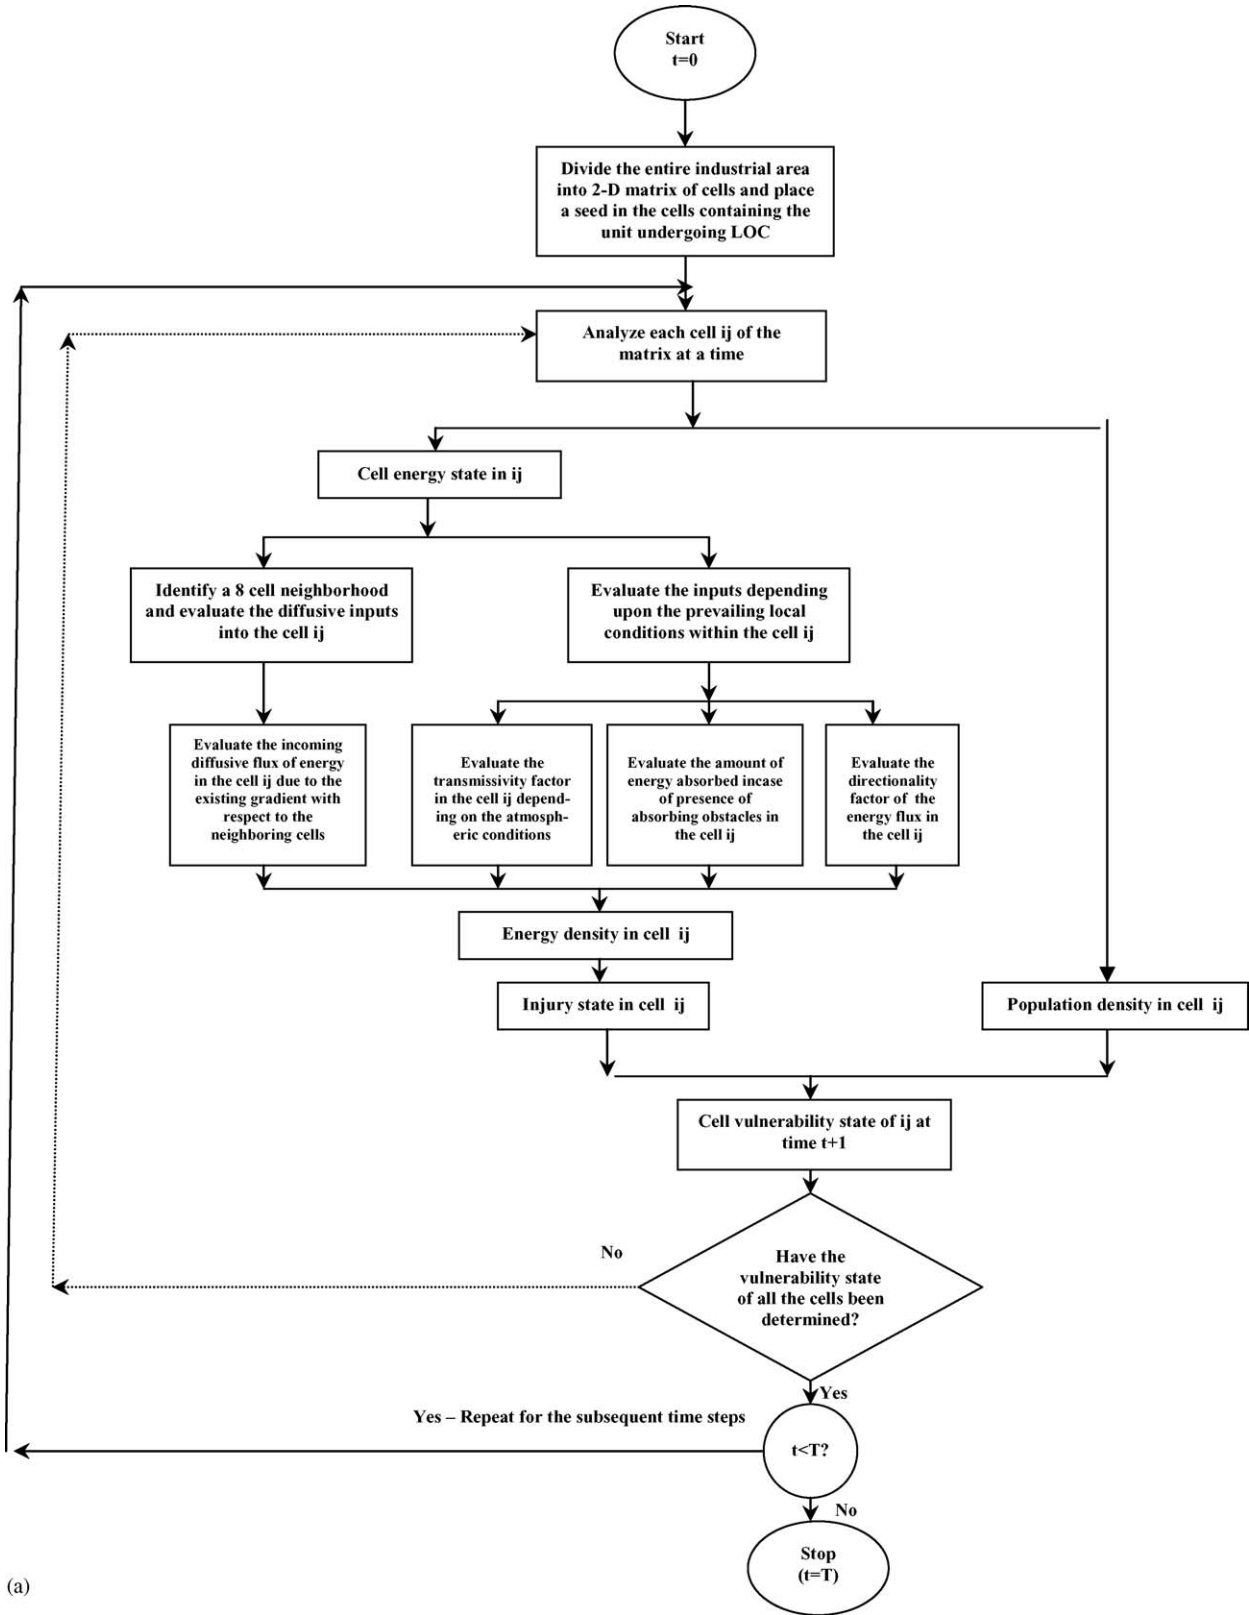 Start
t=0
Divide the entire industrial area
into 2-D matrix of cells and place
a seed in the cells containing the
unit undergoing LOC
Analyze each cell ij of the
matrix at a time
Cell energy state in ij
Identify a 8 cell neighborhood
and evaluate the diffusive inputs
into the cell ij
Evaluate the inputs depending
upon the prevailing local
conditions within the cell ij
Evaluate the incoming
diffusive flux of energy
in the cell ij due to the
existing gradient with
respect to the
neighboring cells
Evaluate the
transmissivity factor
in the cell ij depend-
ing on the atmosph-
eric conditions
Evaluate the amount of
energy absorbed incase
of presence of
absorbing obstacles in
the cell ij
Evaluate the
directionality
factor of the
energy flux in
the cell ij
Energy density in cell ij
Injury state in cell ij
Population density in cell ij
Cell vulnerability state of ij at
time t+1
No
Have the
vulnerability state
of all the cells been
determined?
Yes
Yes – Repeat for the subsequent time steps
t<T?
No
Stop
(t=T)
(a)